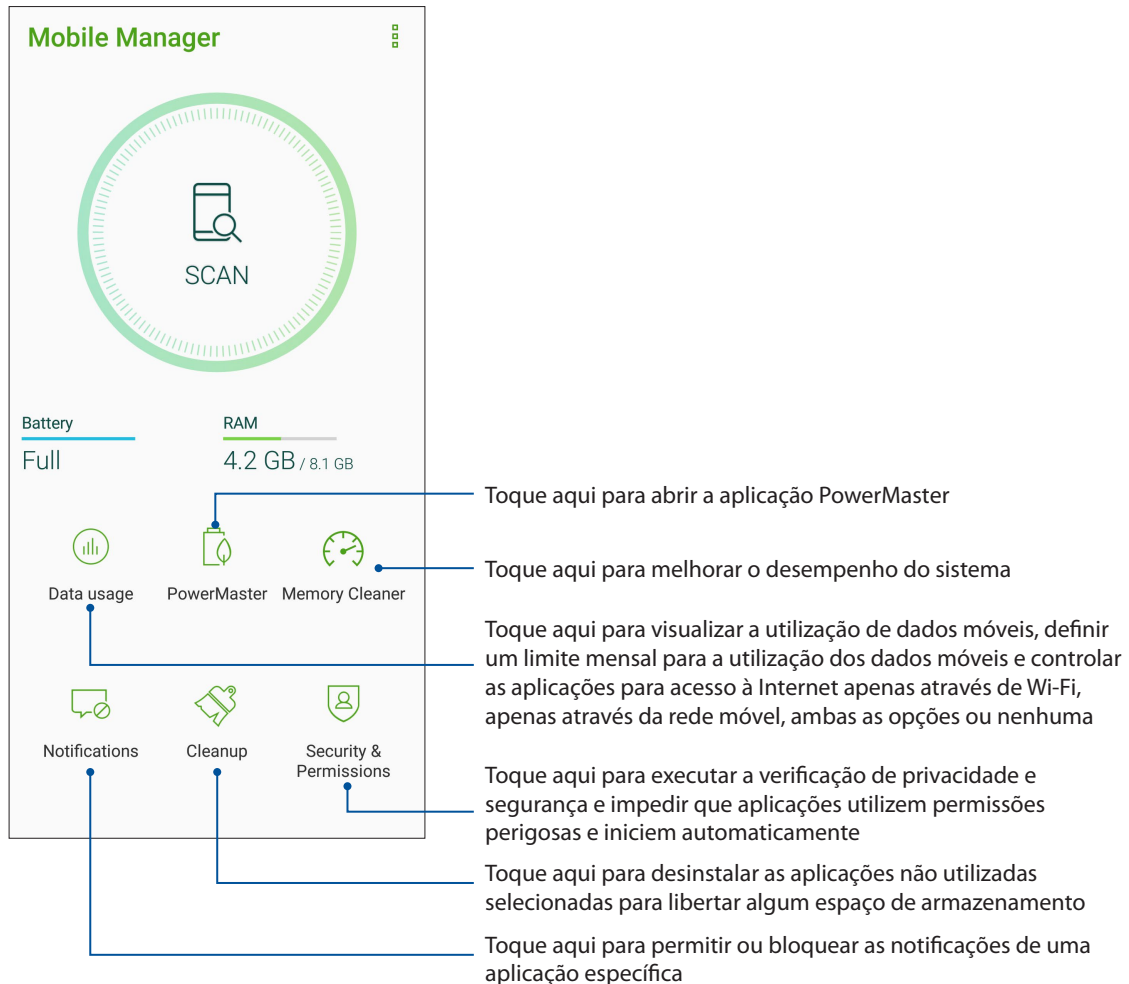 Mobile Manager
SCAN
Battery
RAM
Full
4.2 GB / 8.1 GB
Toque aqui para abrir a aplicação PowerMaster
Toque aqui para melhorar o desempenho do sistema
Data usage
PowerMaster
Memory Cleaner
Toque aqui para visualizar a utilização de dados móveis, definir
um limite mensal para a utilização dos dados móveis e controlar
as aplicações para acesso à Internet apenas através de Wi-Fi,
apenas através da rede móvel, ambas as opções ou nenhuma
Notifications
Cleanup
Security &
Permissions
Toque aqui para executar a verificação de privacidade e
segurança e impedir que aplicações utilizem permissões
perigosas e iniciem automaticamente
Toque aqui para desinstalar as aplicações não utilizadas
selecionadas para libertar algum espaço de armazenamento
Toque aqui para permitir ou bloquear as notificações de uma
aplicação específica